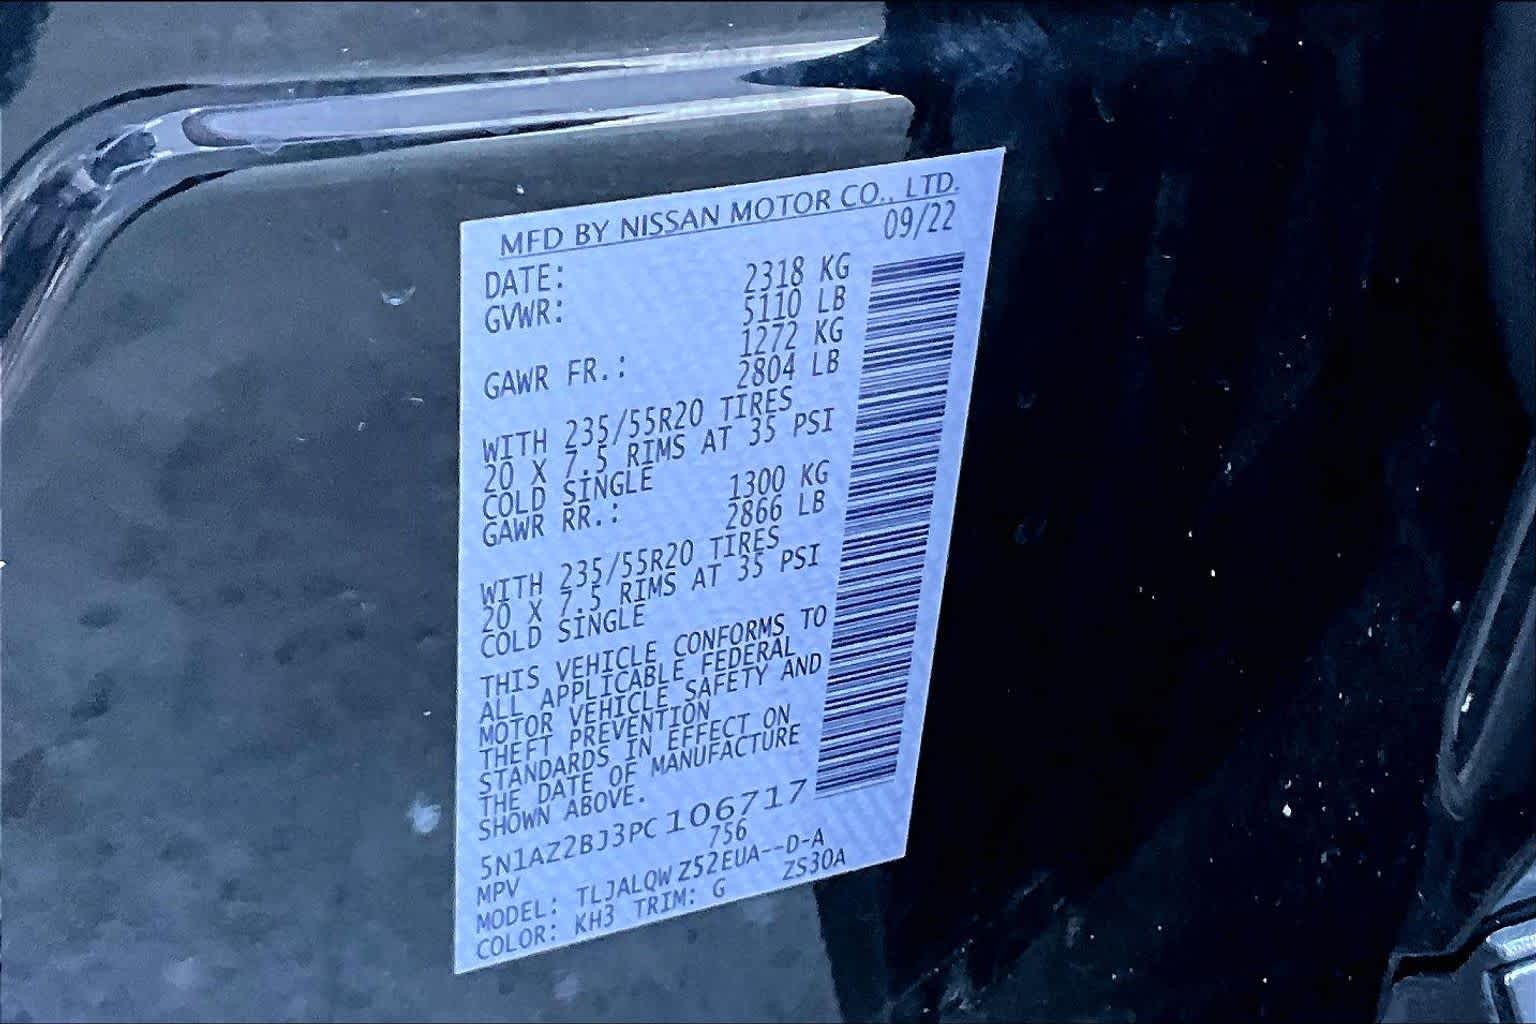 MFD BY NISSAN MOTOR CO., LTD.
DATE: 09/22
GVWR: 2318 KG
5110 LB
GAWR FR.: 1272 KG
2804 LB
WITH 235/55R20 TIRES
20 X 7.5 RIMS AT 35 PSI
COLD SINGLE
GAWR RR.: 1300 KG
2866 LB
WITH 235/55R20 TIRES
20 X 7.5 RIMS AT 35 PSI
COLD SINGLE
THIS VEHICLE CONFORMS TO
ALL APPLICABLE FEDERAL
MOTOR VEHICLE SAFETY AND
THEFT PREVENTION
STANDARDS IN EFFECT ON
THE DATE OF MANUFACTURE
SHOWN ABOVE.
5N1AZ2BJ3PC106717
MPV 756
MODEL: TLJALQWZ52EUA--D-A
COLOR: KH3 TRIM: G ZS30A